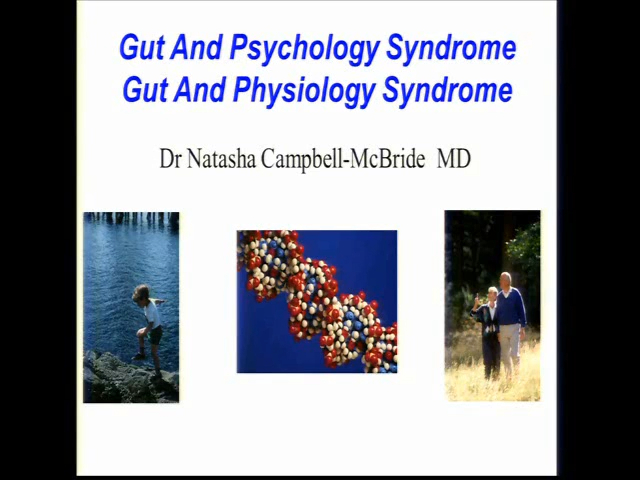 Gut And Psychology Syndrome
Gut And Physiology Syndrome
Dr Natasha Campbell-McBride MD